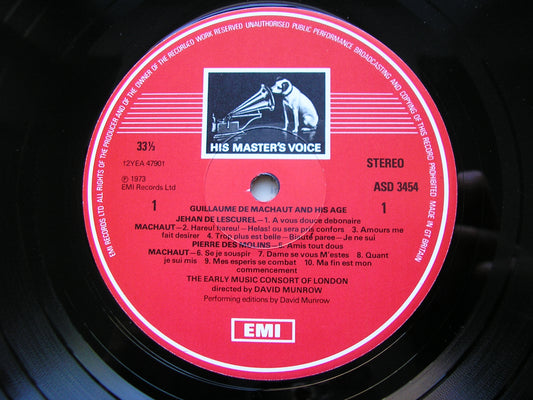 EMI RECORDS LTD ALL RIGHTS OF THE PRODUCER AND OF THE OWNER OF THE RECORDED WORK RESERVED UNAUTHORISED PUBLIC PERFORMANCE BROADCASTING AND COPYING OF THIS RECORD PROHIBITED MADE IN GT BRITAIN
HIS MASTER'S VOICE
33⅓
12YEA 47901
℗ 1973
EMI Records Ltd
STEREO
ASD 3454
1
1
GUILLAUME DE MACHAUT AND HIS AGE
JEHAN DE LESCUREL—1. A vous douce debonaire
MACHAUT—2. Hareu! hareu! - Helas! ou sera pris confors 3. Amours me
fait desirer 4. Trop plus est belle - Biauté paree - Je ne sui
PIERRE DES MOLINS—5. Amis tout dous
MACHAUT—6. Se je souspir 7. Dame se vous M'estes 8. Quant
je sui mis 9. Mes esperis se combat 10. Ma fin est mon
commencement
THE EARLY MUSIC CONSORT OF LONDON
directed by DAVID MUNROW
Performing editions by David Munrow
EMI